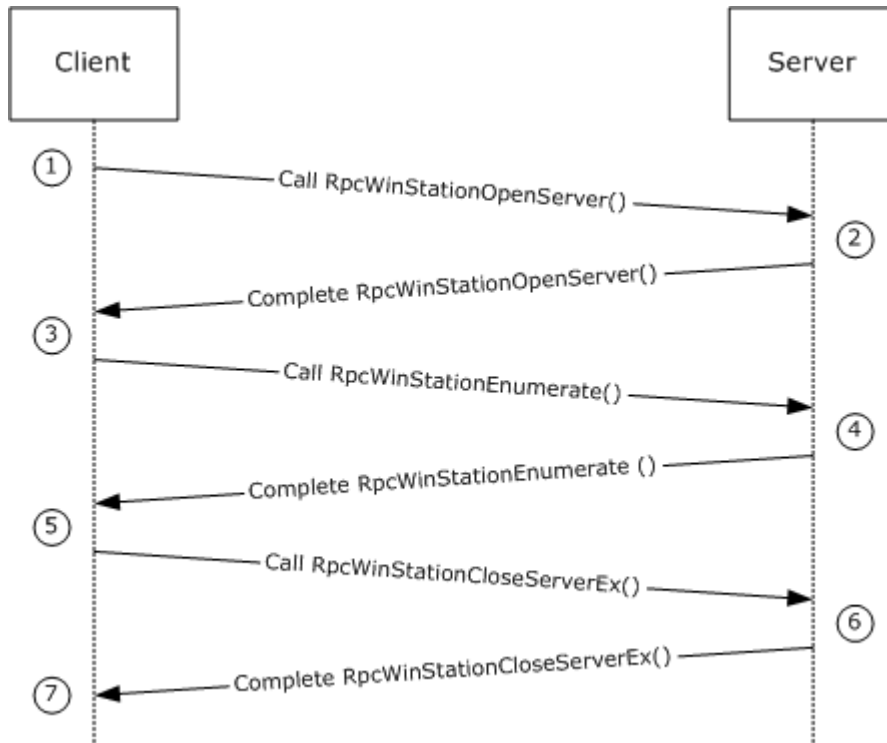 Client
Server
1
Call RpcWinStationOpenServer()
2
Complete RpcWinStationOpenServer()
3
Call RpcWinStationEnumerate()
4
Complete RpcWinStationEnumerate ()
5
Call RpcWinStationCloseServerEx()
6
Complete RpcWinStationCloseServerEx()
7